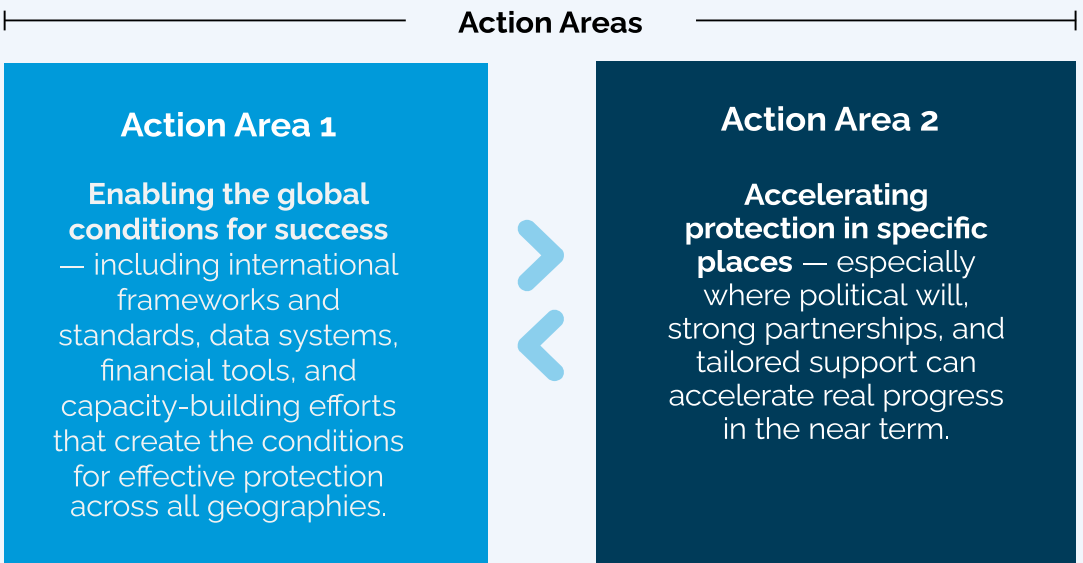 Action Areas
Action Area 1
Enabling the global
conditions for success
— including international
frameworks and
standards, data systems,
financial tools, and
capacity-building efforts
that create the conditions
for effective protection
across all geographies.
Action Area 2
Accelerating
protection in specific
places — especially
where political will,
strong partnerships, and
tailored support can
accelerate real progress
in the near term.